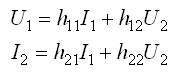 U₁ = h₁₁I₁ + h₁₂U₂
I₂ = h₂₁I₁ + h₂₂U₂